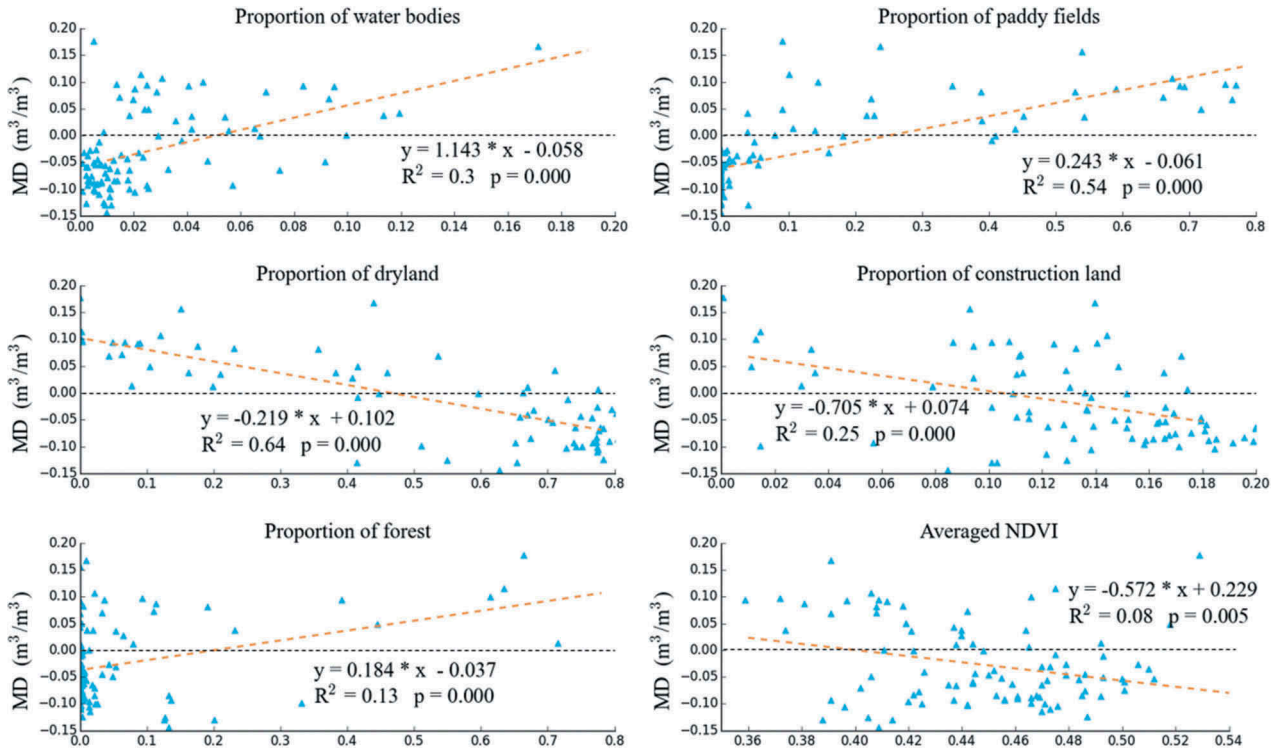 Proportion of water bodies
0.20
0.15
0.10
0.05
0.00
−0.05
−0.10
−0.15
MD (m³/m³)
y = 1.143 * x - 0.058
R² = 0.3 p = 0.000
0.00 0.02 0.04 0.06 0.08 0.10 0.12 0.14 0.16 0.18 0.20
Proportion of paddy fields
0.20
0.15
0.10
0.05
0.00
−0.05
−0.10
−0.15
MD (m³/m³)
y = 0.243 * x - 0.061
R² = 0.54 p = 0.000
0.0 0.1 0.2 0.3 0.4 0.5 0.6 0.7 0.8
Proportion of dryland
0.20
0.15
0.10
0.05
0.00
−0.05
−0.10
−0.15
MD (m³/m³)
y = -0.219 * x + 0.102
R² = 0.64 p = 0.000
0.0 0.1 0.2 0.3 0.4 0.5 0.6 0.7 0.8
Proportion of construction land
0.20
0.15
0.10
0.05
0.00
−0.05
−0.10
−0.15
MD (m³/m³)
y = -0.705 * x + 0.074
R² = 0.25 p = 0.000
0.00 0.02 0.04 0.06 0.08 0.10 0.12 0.14 0.16 0.18 0.20
Proportion of forest
0.20
0.15
0.10
0.05
0.00
−0.05
−0.10
−0.15
MD (m³/m³)
y = 0.184 * x - 0.037
R² = 0.13 p = 0.000
0.0 0.1 0.2 0.3 0.4 0.5 0.6 0.7 0.8
Averaged NDVI
0.20
0.15
0.10
0.05
0.00
−0.05
−0.10
−0.15
MD (m³/m³)
y = -0.572 * x + 0.229
R² = 0.08 p = 0.005
0.36 0.38 0.40 0.42 0.44 0.46 0.48 0.50 0.52 0.54